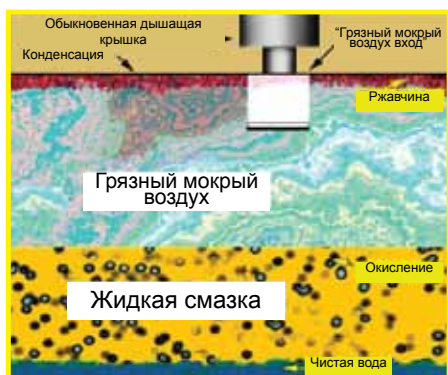 Обыкновенная дышащая
крышка
Конденсация
“Грязный мокрый
воздух вход”
Ржавчина
Грязный мокрый
воздух
Окисление
Жидкая смазка
Чистая вода